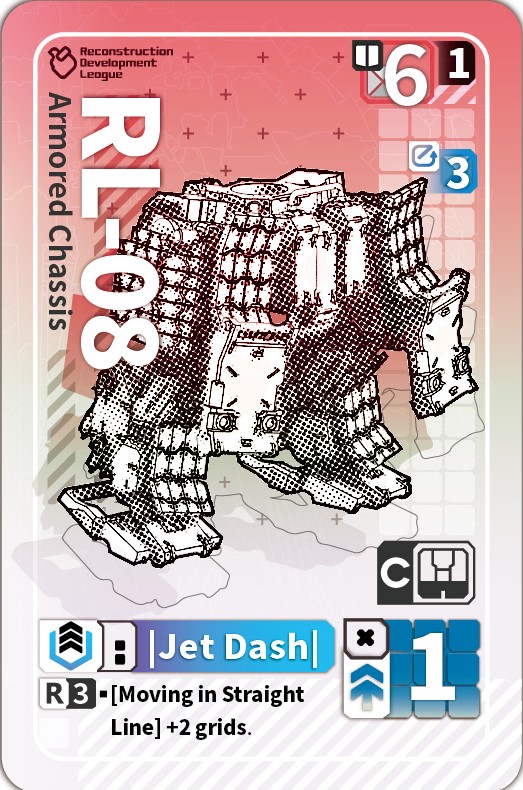 Reconstruction
Development
League
RL-08
Armored Chassis
6
1
3
C
|Jet Dash|
R 3 ▪[Moving in Straight
Line] +2 grids.
1